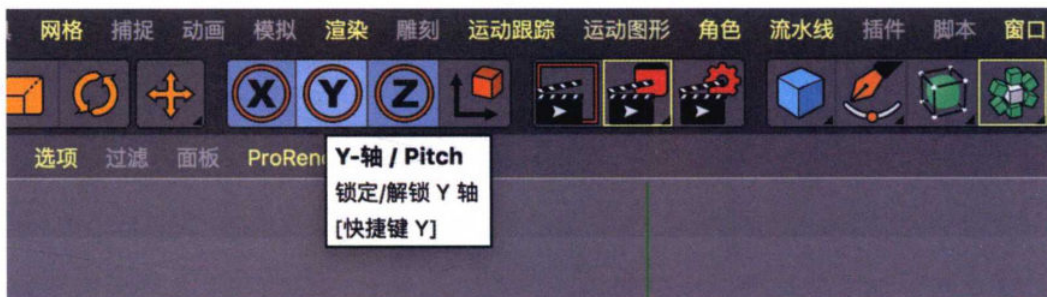 网格 捕捉 动画 模拟 渲染 雕刻 运动跟踪 运动图形 角色 流水线 插件 脚本 窗口
X Y Z
选项 过滤 面板 ProRen
Y-轴 / Pitch
锁定/解锁 Y 轴
[快捷键 Y]